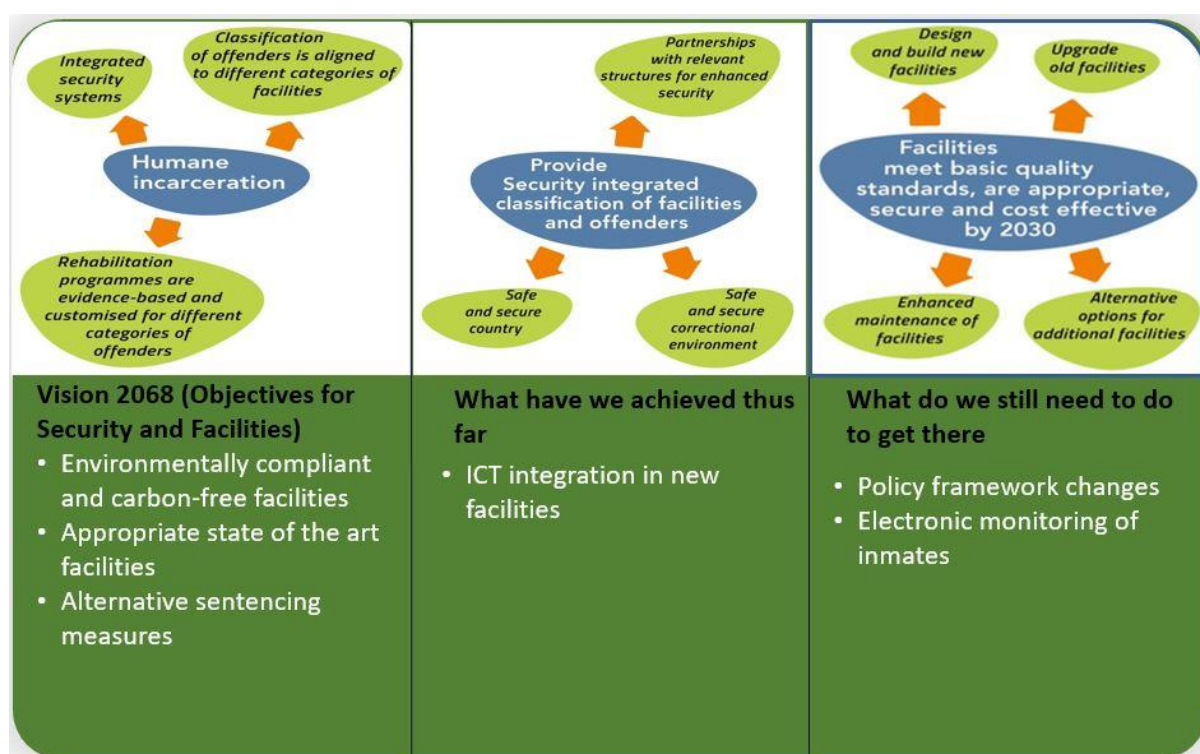 Integrated
security
systems
Classification
of offenders is aligned
to different categories of
facilities
Humane
incarceration
Rehabilitation
programmes are
evidence-based and
customised for different
categories of
offenders
Partnerships
with relevant
structures for enhanced
security
Provide
Security integrated
classification of facilities
and offenders
Safe
and secure
country
Safe
and secure
correctional
environment
Design
and build new
facilities
Upgrade
old facilities
Facilities
meet basic quality
standards, are appropriate,
secure and cost effective
by 2030
Enhanced
maintenance of
facilities
Alternative
options for
additional facilities
Vision 2068 (Objectives for
Security and Facilities)
• Environmentally compliant
and carbon-free facilities
• Appropriate state of the art
facilities
• Alternative sentencing
measures
What have we achieved thus
far
• ICT integration in new
facilities
What do we still need to do
to get there
• Policy framework changes
• Electronic monitoring of
inmates